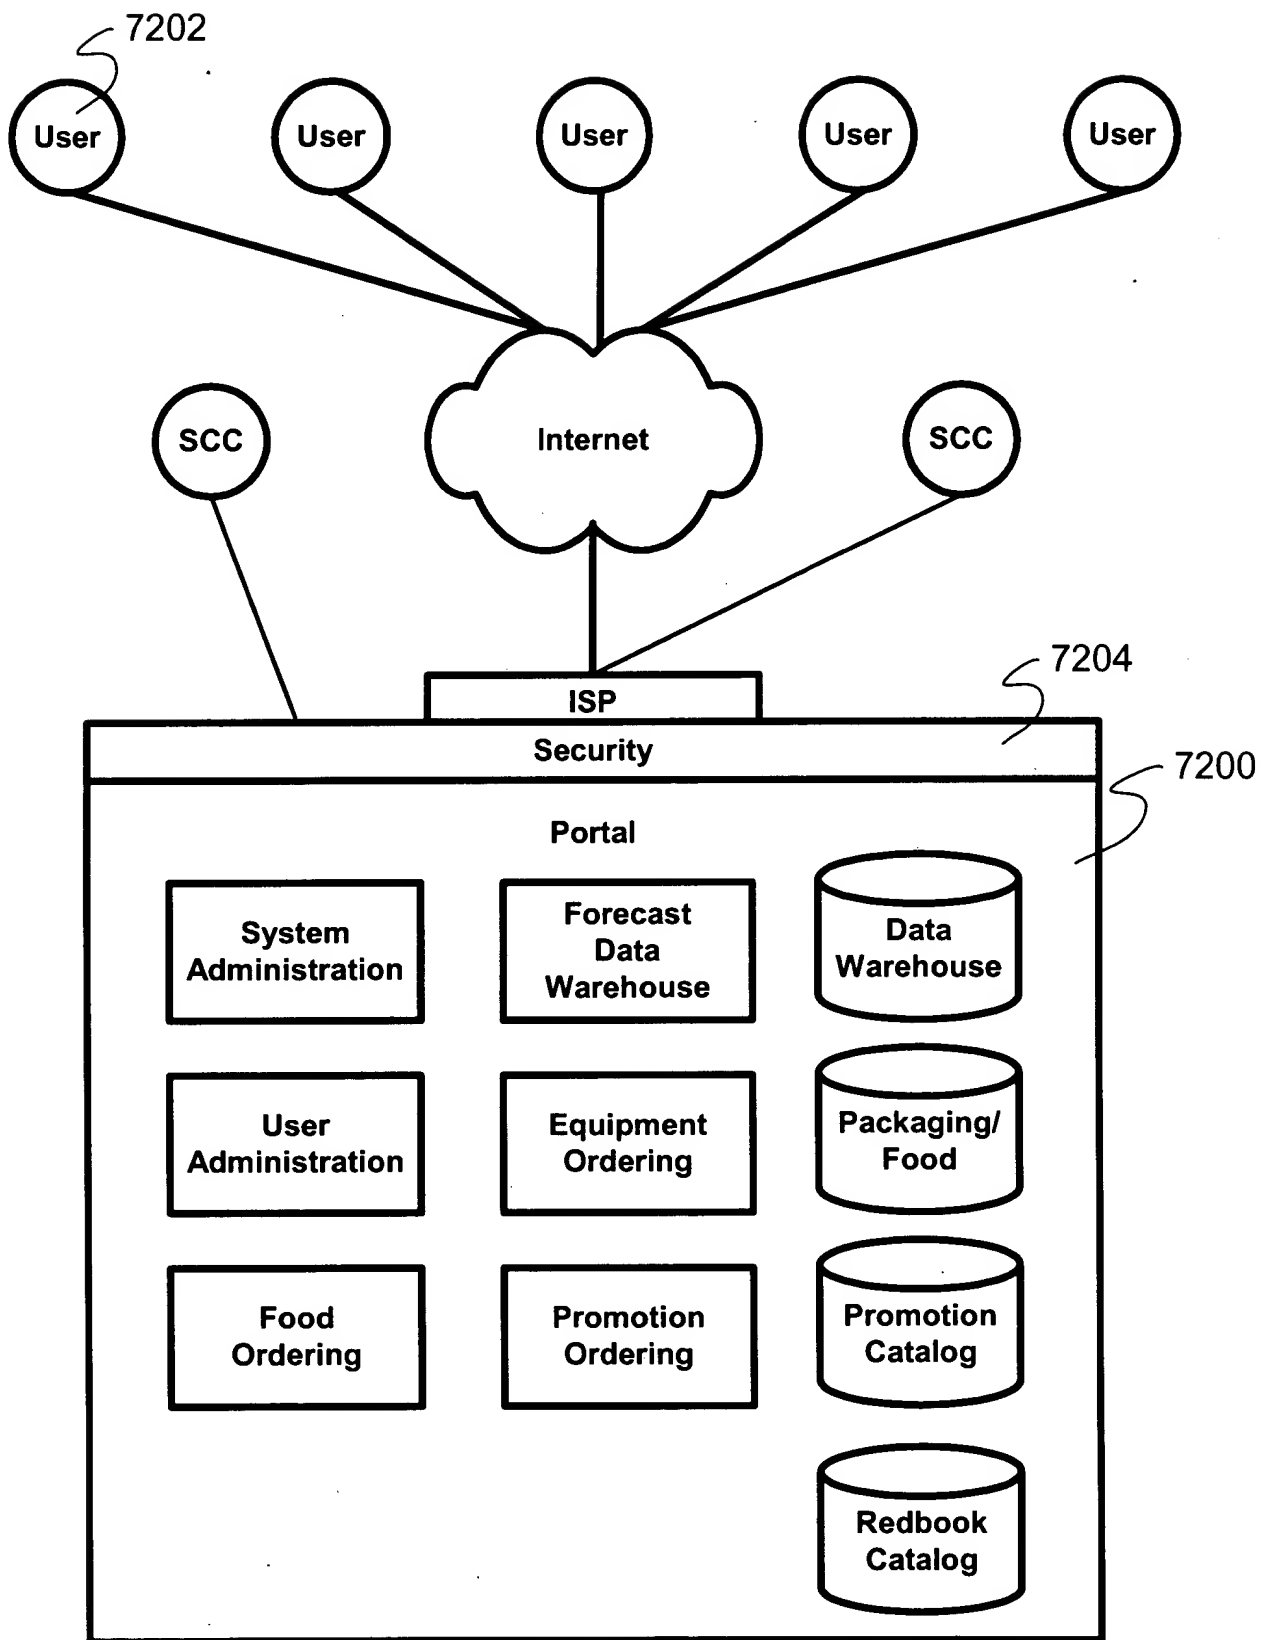 7202
User
User
User
User
User
SCC
Internet
SCC
7204
ISP
Security
7200
Portal
System
Administration
Forecast
Data
Warehouse
Data
Warehouse
User
Administration
Equipment
Ordering
Packaging/
Food
Food
Ordering
Promotion
Ordering
Promotion
Catalog
Redbook
Catalog